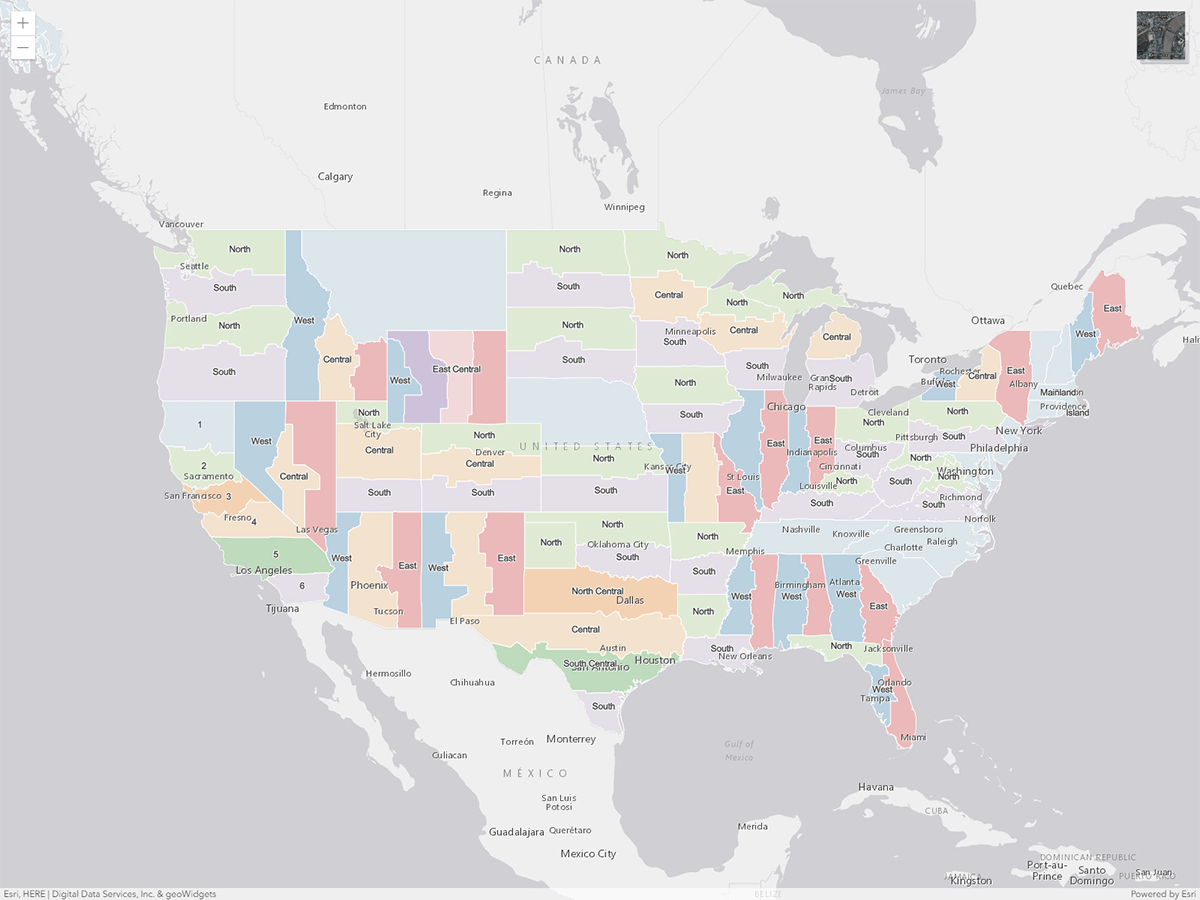 +
−
CANADA
James Bay
Edmonton
Calgary
Regina
Winnipeg
Vancouver
North
North
North
Seattle
South
South
Central
North
North
Quebec
East
Portland
North
West
North
Minneapolis
South
Central
Central
Ottawa
West
Toronto
Hali
South
Central
West
East Central
South
South
Milwaukee
Grand
Rapids
South
Detroit
Buffalo
Rochester
West
Central
East
Albany
North
South
Chicago
Cleveland
North
North
Mainland
Providence
Island
1
West
North
Salt Lake
City
Central
North
Denver
Central
UNITED STATES
North
Kansas City
West
East
East
Indianapolis
Columbus
South
Pittsburgh
South
New York
Philadelphia
2
Sacramento
San Francisco
3
Central
St Louis
East
Cincinnati
North
North
Washington
North
South
South
South
South
Louisville
South
South
Richmond
Norfolk
Fresno
4
Las Vegas
North
Oklahoma City
South
North
North
Memphis
Nashville
Knoxville
Greensboro
Raleigh
Charlotte
Greenville
5
Los Angeles
West
East
West
East
South
West
Birmingham
West
Atlanta
West
East
6
Tijuana
Phoenix
Tucson
North Central
Dallas
North
El Paso
Central
Austin
South Central
San Antonio
Houston
South
New Orleans
North
Jacksonville
Hermosillo
Chihuahua
South
Orlando
West
Tampa
Miami
Torreón
Monterrey
Culiacan
Gulf of
Mexico
MÉXICO
San Luis
Potosi
Guadalajara
Querétaro
Mexico City
Merida
Havana
CUBA
DOMINICAN REPUBLIC
Port-au-
Prince
Santo
Domingo
San Juan
PUERTO RICO
JAMAICA
Kingston
BELIZE
Esri, HERE | Digital Data Services, Inc. & geoWidgets
Powered by Esri